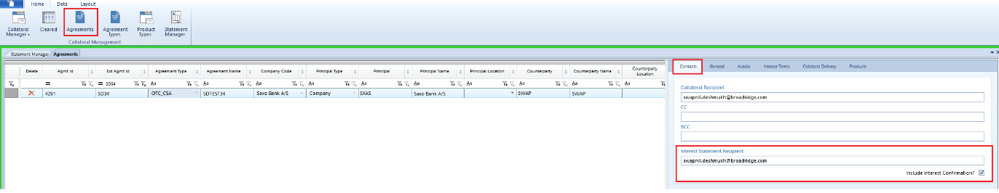 Home Data Layout
Collateral Manager Cleared Agreements Agreement Types Product Types Statement Manager
Collateral Management
Statement Manager Agreements
Delete Agmt Id Ext Agmt Id Agreement Type Agreement Name Company Code Principal Type Principal Principal Name Principal Location Counterparty Counterparty Name Counterparty Location
= = SD34 Aa Aa Aa Aa Aa Aa Aa Aa Aa Aa
4261 SD34 OTC_CSA SDTEST34 Saxo Bank A/S Company SXAS Saxo Bank A/S SWAP SWAP
Contacts General Acadia Interest Terms Collateral Delivery Products
Collateral Recipient
swapnil.deshmukh@broadridge.com
CC
BCC
Interest Statement Recipient
swapnil.deshmukh@broadridge.com
Include Interest Confirmation?